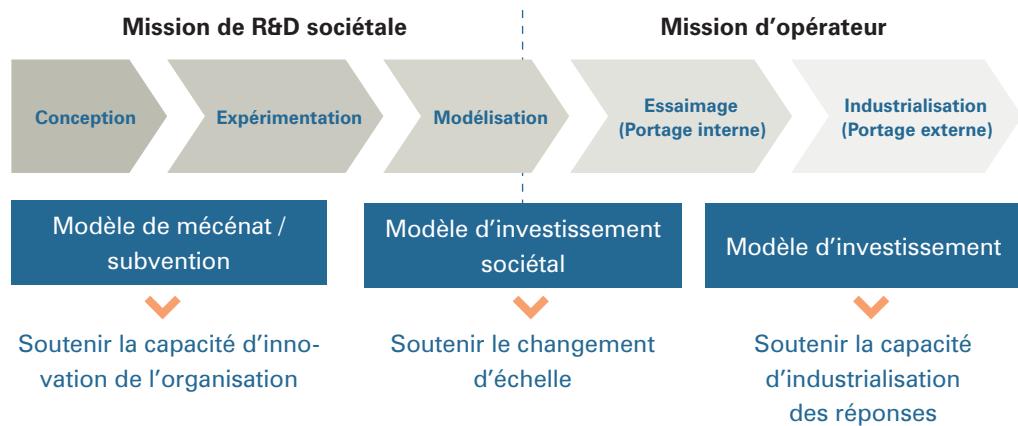 Mission de R&D sociétale
Mission d’opérateur
Conception
Expérimentation
Modélisation
Essaimage
(Portage interne)
Industrialisation
(Portage externe)
Modèle de mécénat /
subvention
Modèle d’investissement
sociétal
Modèle d’investissement
Soutenir la capacité d’inno-
vation de l’organisation
Soutenir le changement
d’échelle
Soutenir la capacité
d’industrialisation
des réponses